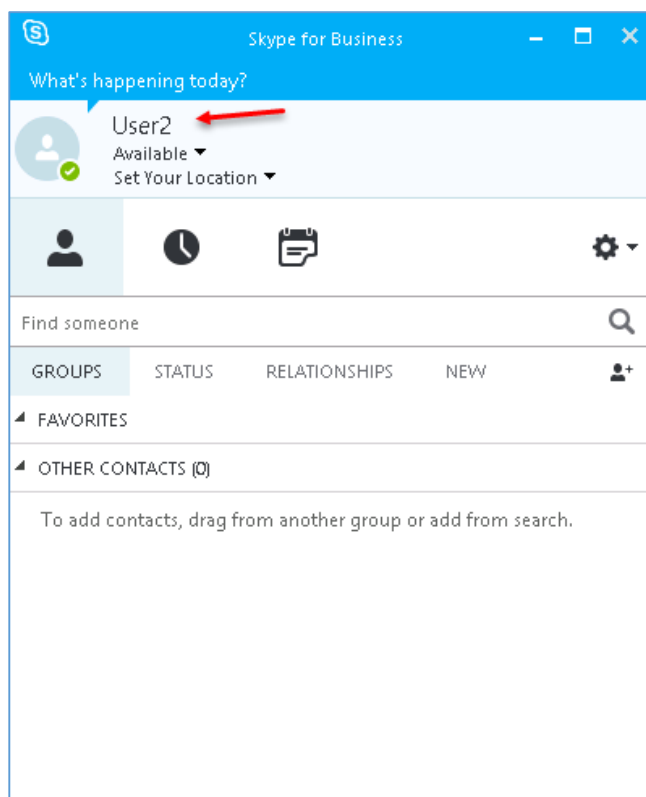 Skype for Business
What's happening today?
User2
Available
Set Your Location
Find someone
GROUPS STATUS RELATIONSHIPS NEW
FAVORITES
OTHER CONTACTS (0)
To add contacts, drag from another group or add from search.